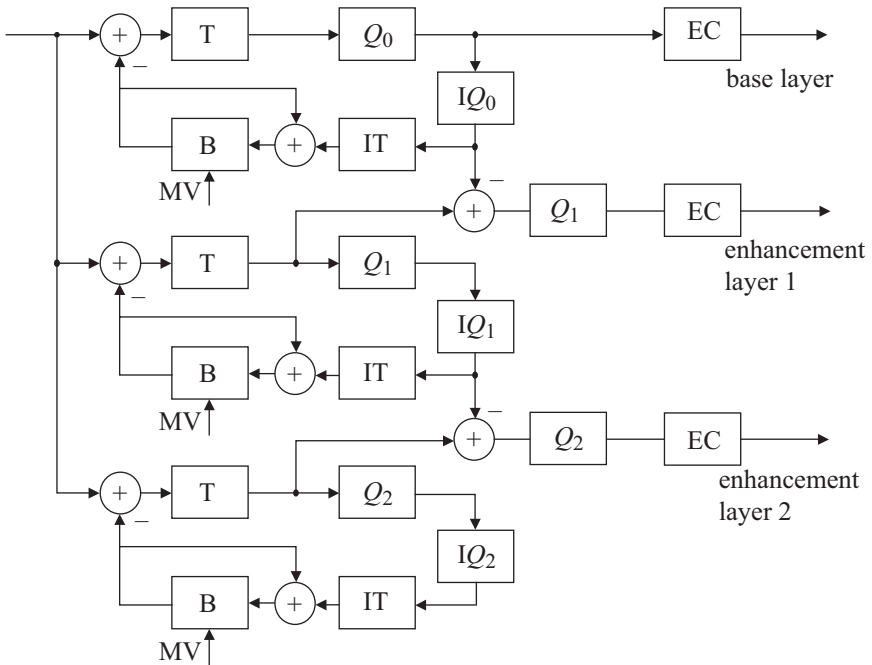 + T Q0 EC
−
base layer
IQ0
B + IT
MV −
+ Q1 EC
+ T Q1 enhancement
− layer 1
IQ1
B + IT
MV −
+ Q2 EC
+ T Q2 enhancement
− layer 2
IQ2
B + IT
MV